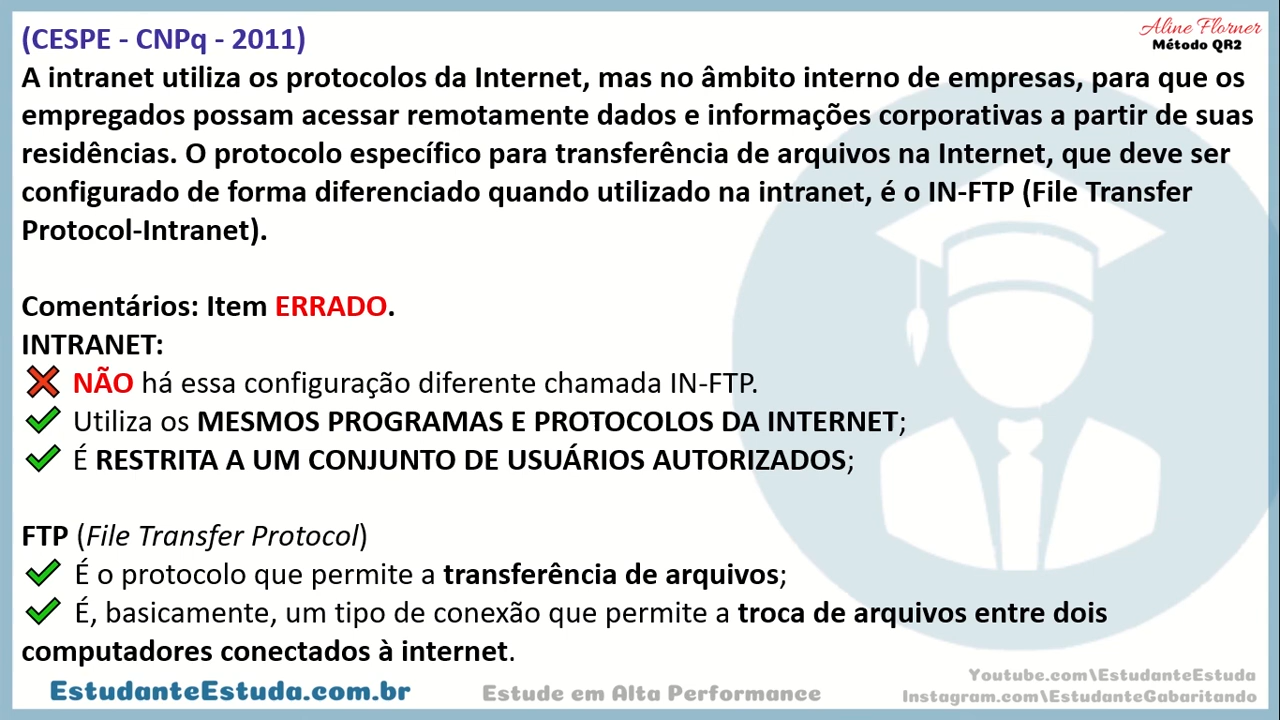 (CESPE - CNPq - 2011)
Aline Florner
Método QR2
A intranet utiliza os protocolos da Internet, mas no âmbito interno de empresas, para que os
empregados possam acessar remotamente dados e informações corporativas a partir de suas
residências. O protocolo específico para transferência de arquivos na Internet, que deve ser
configurado de forma diferenciado quando utilizado na intranet, é o IN-FTP (File Transfer
Protocol-Intranet).
Comentários: Item ERRADO.
INTRANET:
NÃO há essa configuração diferente chamada IN-FTP.
Utiliza os MESMOS PROGRAMAS E PROTOCOLOS DA INTERNET;
É RESTRITA A UM CONJUNTO DE USUÁRIOS AUTORIZADOS;
FTP (File Transfer Protocol)
É o protocolo que permite a transferência de arquivos;
É, basicamente, um tipo de conexão que permite a troca de arquivos entre dois
computadores conectados à internet.
EstudanteEstuda.com.br
Estude em Alta Performance
Youtube.com\EstudanteEstuda
Instagram.com\EstudanteGabaritando